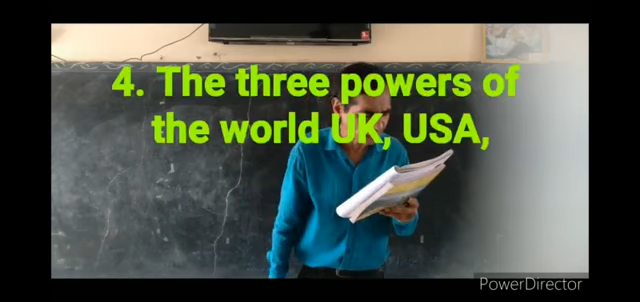 4. The three powers of
the world UK, USA,
PowerDirector